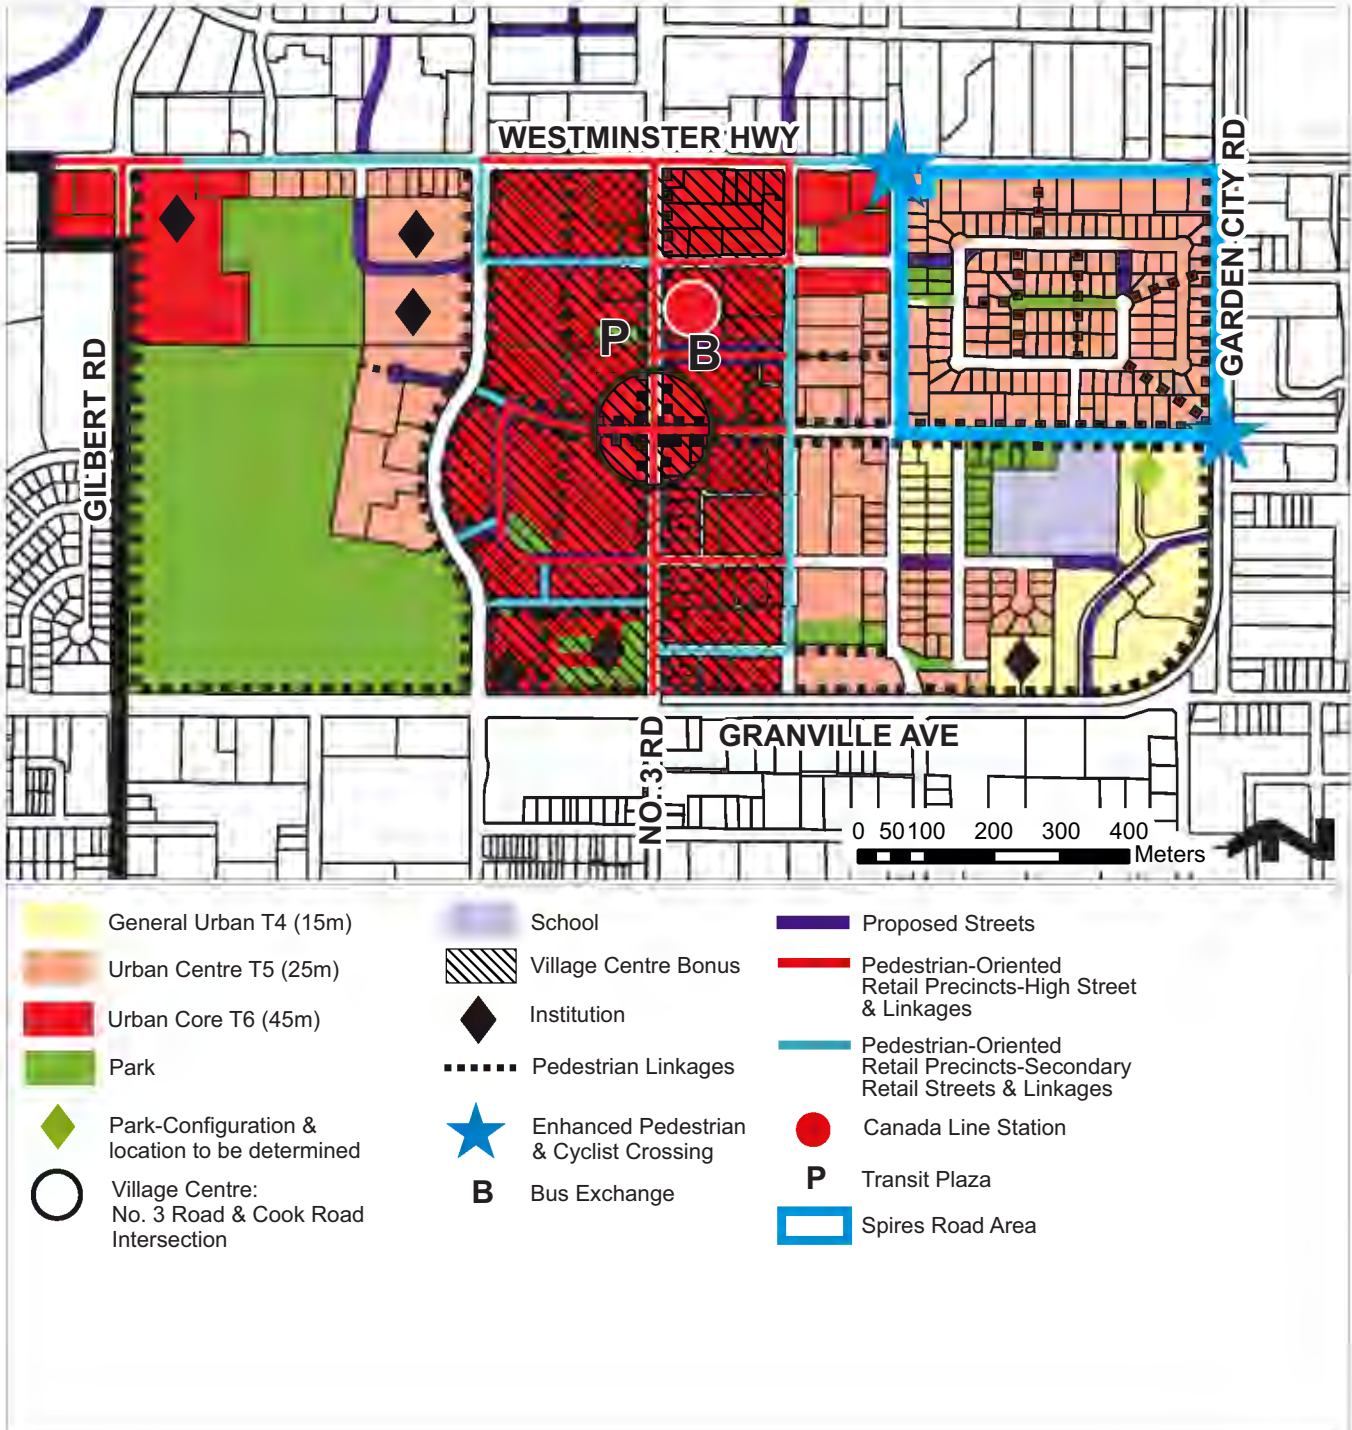 WESTMINSTER HWY
GARDEN CITY RD
P
B
GILBERT RD
GRANVILLE AVE
NO. 3 RD
0 50 100 200 300 400
Meters
N
General Urban T4 (15m)
Urban Centre T5 (25m)
Urban Core T6 (45m)
Park
Park-Configuration &
location to be determined
Village Centre:
No. 3 Road & Cook Road
Intersection
School
Village Centre Bonus
Institution
Pedestrian Linkages
Enhanced Pedestrian
& Cyclist Crossing
B
Bus Exchange
Proposed Streets
Pedestrian-Oriented
Retail Precincts-High Street
& Linkages
Pedestrian-Oriented
Retail Precincts-Secondary
Retail Streets & Linkages
Canada Line Station
P
Transit Plaza
Spires Road Area